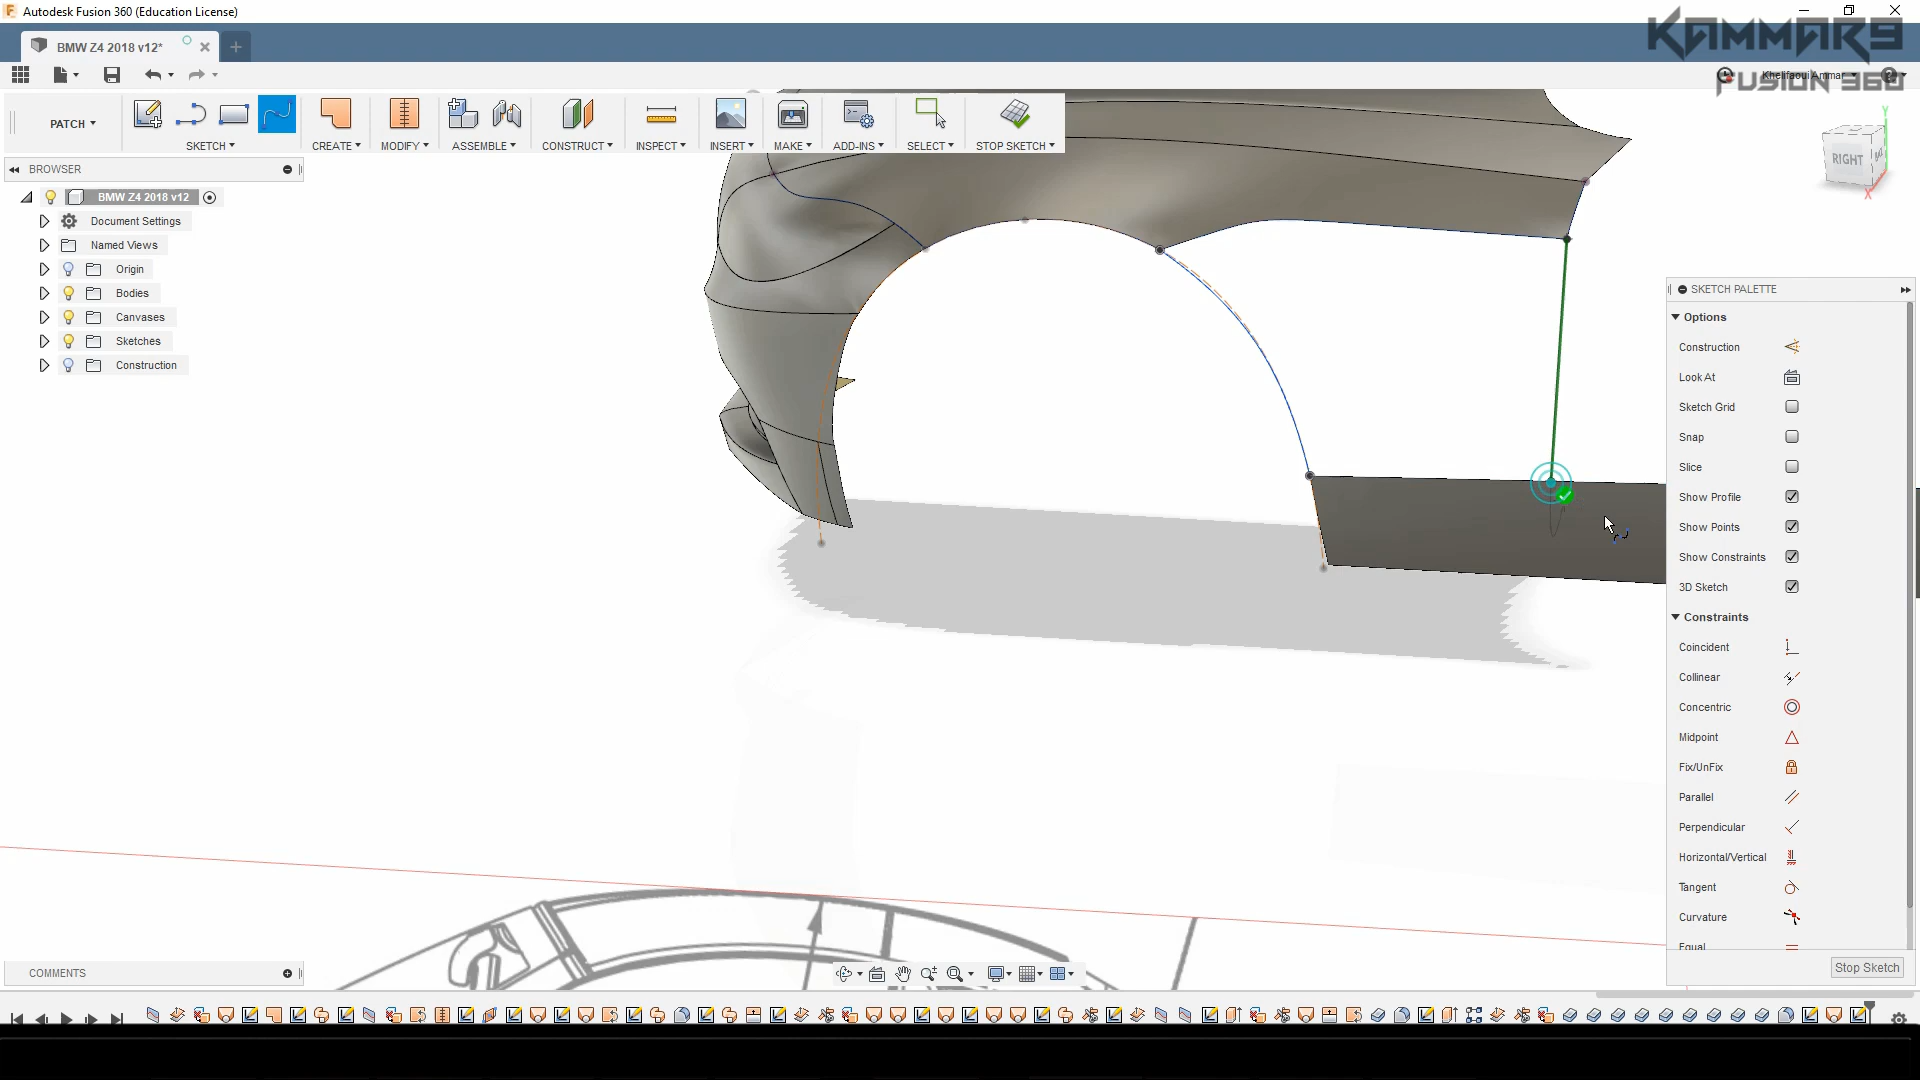 Autodesk Fusion 360 (Education License)
KAMMAR9
FUSION 360
BMW Z4 2018 v12*
Khelifaoui Ammar
PATCH
SKETCH
CREATE
MODIFY
ASSEMBLE
CONSTRUCT
INSPECT
INSERT
MAKE
ADD-INS
SELECT
STOP SKETCH
BROWSER
BMW Z4 2018 v12
Document Settings
Named Views
Origin
Bodies
Canvases
Sketches
Construction
Y
RIGHT
X
SKETCH PALETTE
Options
Construction
Look At
Sketch Grid
Snap
Slice
Show Profile
Show Points
Show Constraints
3D Sketch
Constraints
Coincident
Collinear
Concentric
Midpoint
Fix/UnFix
Parallel
Perpendicular
Horizontal/Vertical
Tangent
Curvature
Equal
Stop Sketch
COMMENTS